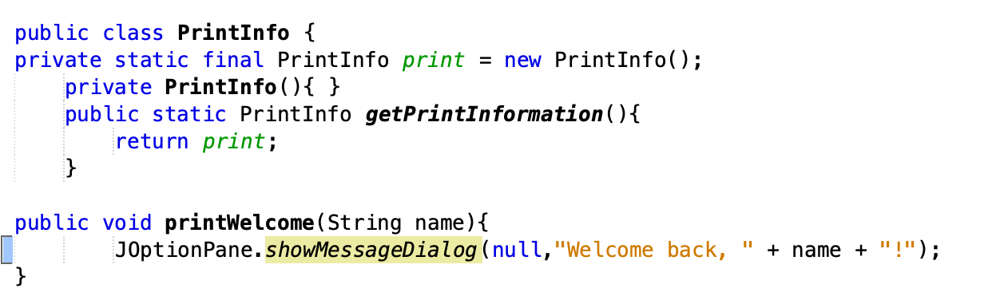 public class PrintInfo {
private static final PrintInfo print = new PrintInfo();
    private PrintInfo(){ }
    public static PrintInfo getPrintInformation(){
        return print;
    }

public void printWelcome(String name){
        JOptionPane.showMessageDialog(null,"Welcome back, " + name + "!");
}